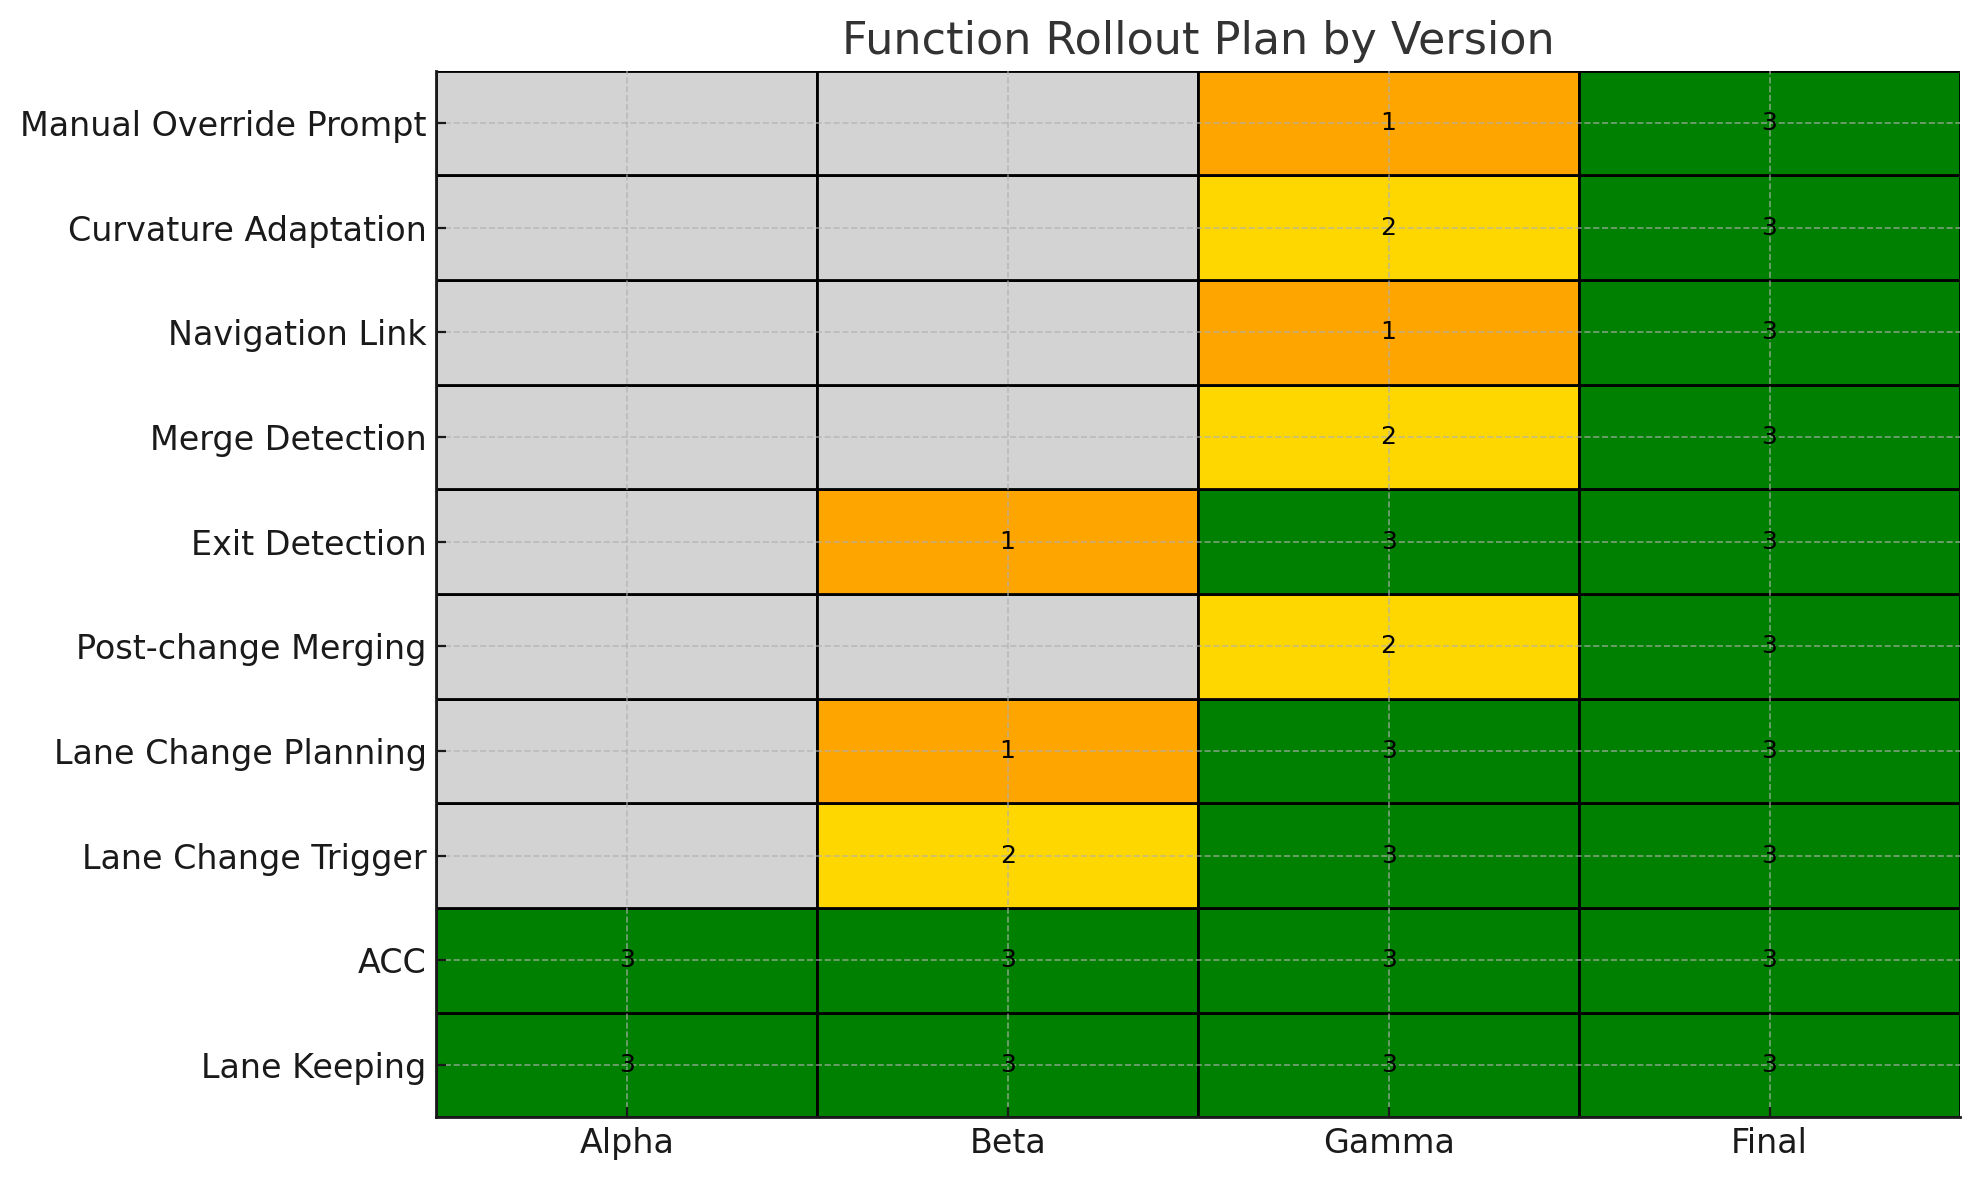 Function Rollout Plan by Version
Manual Override Prompt 1 3
Curvature Adaptation 2 3
Navigation Link 1 3
Merge Detection 2 3
Exit Detection 1 3 3
Post-change Merging 2 3
Lane Change Planning 1 3 3
Lane Change Trigger 2 3 3
ACC 3 3 3 3
Lane Keeping 3 3 3 3
Alpha Beta Gamma Final